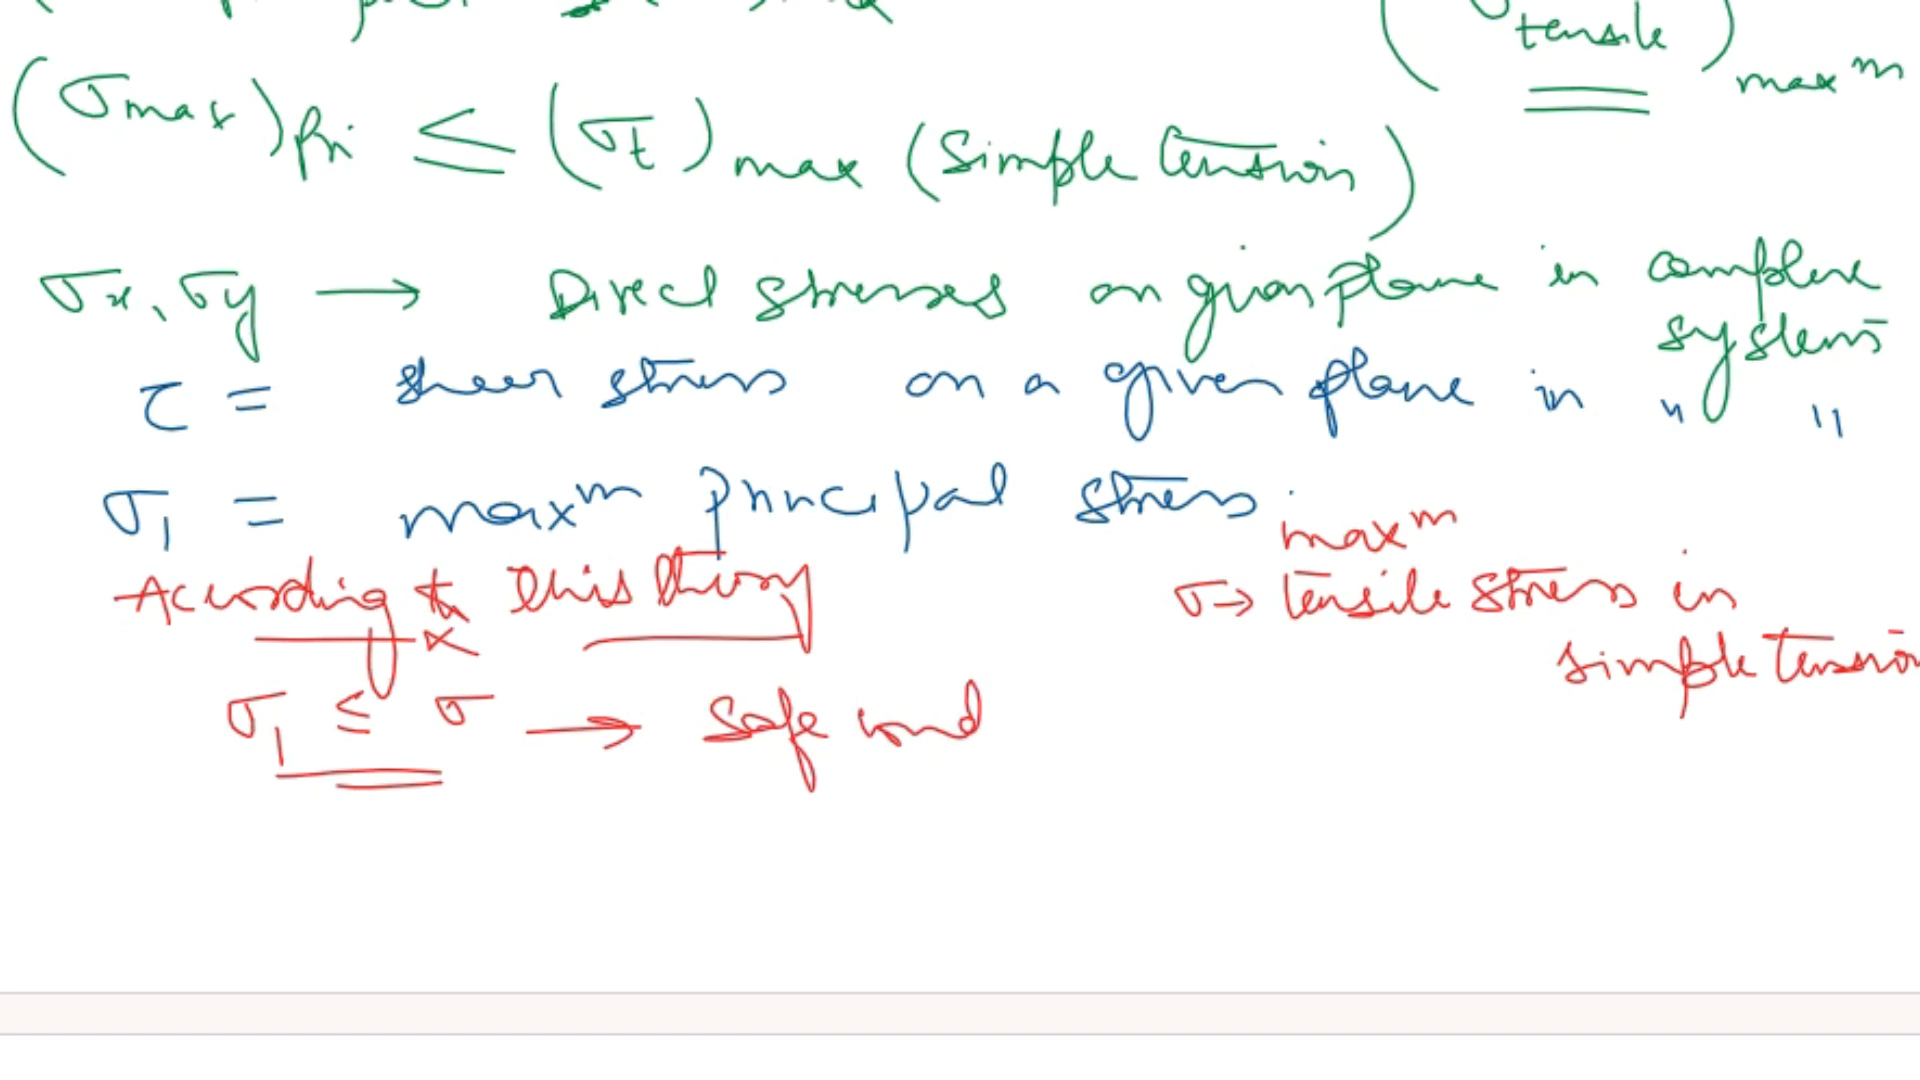 (σ tensile) maxᵐ
(σmax)pri ≤ (σt) max (Simple tension)
σx, σy → Direct stresses on given plane in complex system
τ = shear stress on a given plane in " "
σ₁ = maxᵐ principal stress.
According to this theory
σ → maxᵐ tensile stress in simple tension
σ₁ ≤ σ → Safe cond